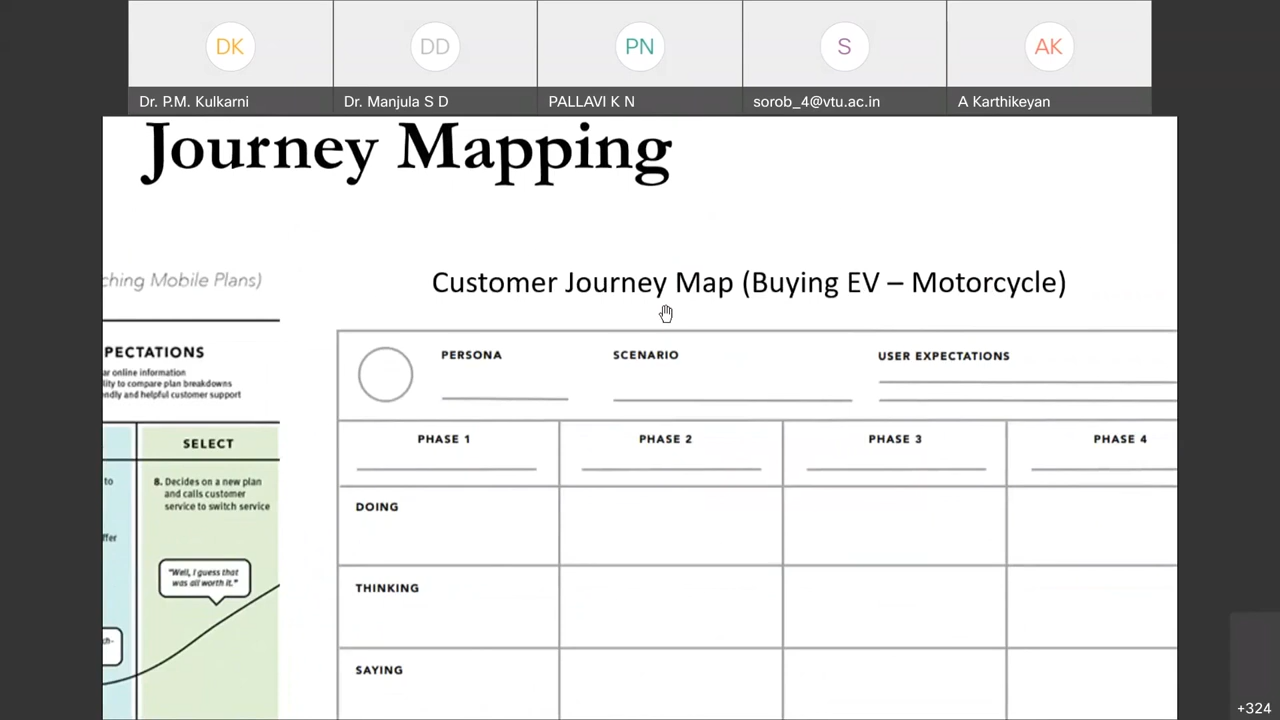 DK
DD
PN
S
AK
Dr. P.M. Kulkarni
Dr. Manjula S D
PALLAVI K N
sorob_4@vtu.ac.in
A Karthikeyan
Journey Mapping
ching Mobile Plans)
PECTATIONS
ar online information
lity to compare plan breakdowns
ndly and helpful customer support
SELECT
to
8. Decides on a new plan
and calls customer
service to switch service
ffer
"Well, I guess that
was all worth it."
ch-
Customer Journey Map (Buying EV – Motorcycle)
PERSONA
SCENARIO
USER EXPECTATIONS
PHASE 1
PHASE 2
PHASE 3
PHASE 4
DOING
THINKING
SAYING
+324